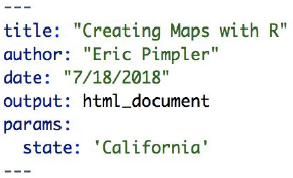 ---
title: "Creating Maps with R"
author: "Eric Pimpler"
date: "7/18/2018"
output: html_document
params:
  state: 'California'
---